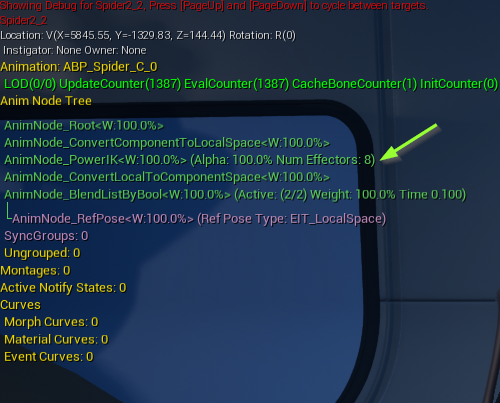 Showing Debug for Spider2_2, Press [PageUp] and [PageDown] to cycle between targets.
Spider2_2
Location: V(X=5845.55, Y=-1329.83, Z=144.44) Rotation: R(0)
Instigator: None Owner: None
Animation: ABP_Spider_C_0
LOD(0/0) UpdateCounter(1387) EvalCounter(1387) CacheBoneCounter(1) InitCounter(0)
Anim Node Tree
AnimNode_Root<W:100.0%>
AnimNode_ConvertComponentToLocalSpace<W:100.0%>
AnimNode_PowerIK<W:100.0%> (Alpha: 100.0% Num Effectors: 8)
AnimNode_ConvertLocalToComponentSpace<W:100.0%>
AnimNode_BlendListByBool<W:100.0%> (Active: (2/2) Weight: 100.0% Time 0.100)
AnimNode_RefPose<W:100.0%> (Ref Pose Type: EIT_LocalSpace)
SyncGroups: 0
Ungrouped: 0
Montages: 0
Active Notify States: 0
Curves
Morph Curves: 0
Material Curves: 0
Event Curves: 0